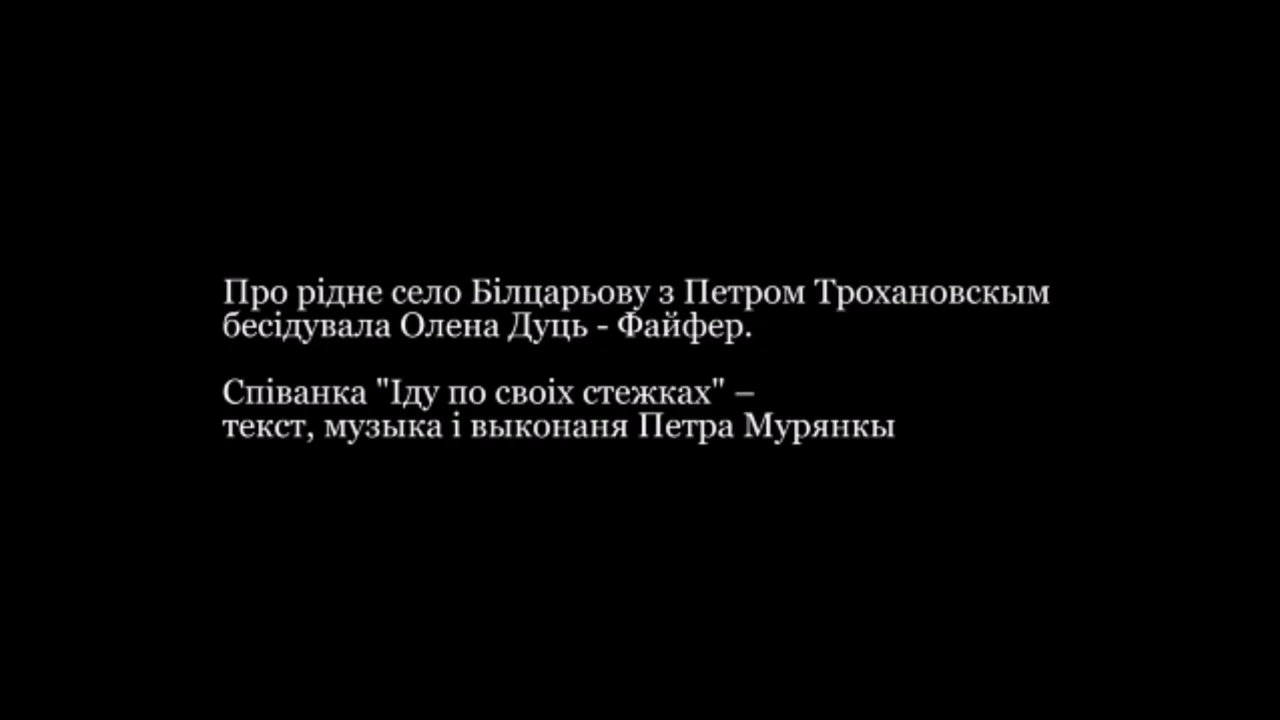 Про рідне село Білцарьову з Петром Трохановскым
бесідувала Олена Дуць - Файфер.
Співанка "Іду по своіх стежках" –
текст, музыка і выконаня Петра Мурянкы